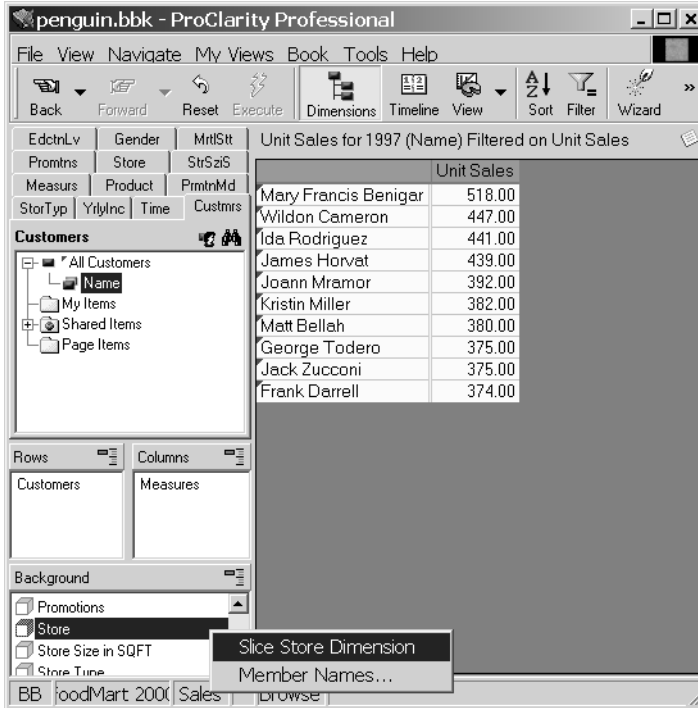 penguin.bbk - ProClarity Professional
File View Navigate My Views Book Tools Help
Back Forward Reset Execute Dimensions Timeline View Sort Filter Wizard »
EdctnLv Gender MrtlStt
Promtns Store StrSziS
Measurs Product PrmtnMd
StorTyp YrlyInc Time Custmrs
Customers
All Customers
Name
My Items
Shared Items
Page Items
Unit Sales for 1997 (Name) Filtered on Unit Sales
Unit Sales
Mary Francis Benigar 518.00
Wildon Cameron 447.00
Ida Rodriguez 441.00
James Horvat 439.00
Joann Mramor 392.00
Kristin Miller 382.00
Matt Bellah 380.00
George Todero 375.00
Jack Zucconi 375.00
Frank Darrell 374.00
Rows Columns
Customers Measures
Background
Promotions
Store
Store Size in SQFT
Store Type
Slice Store Dimension
Member Names...
BB oodMart 200 Sales Browse